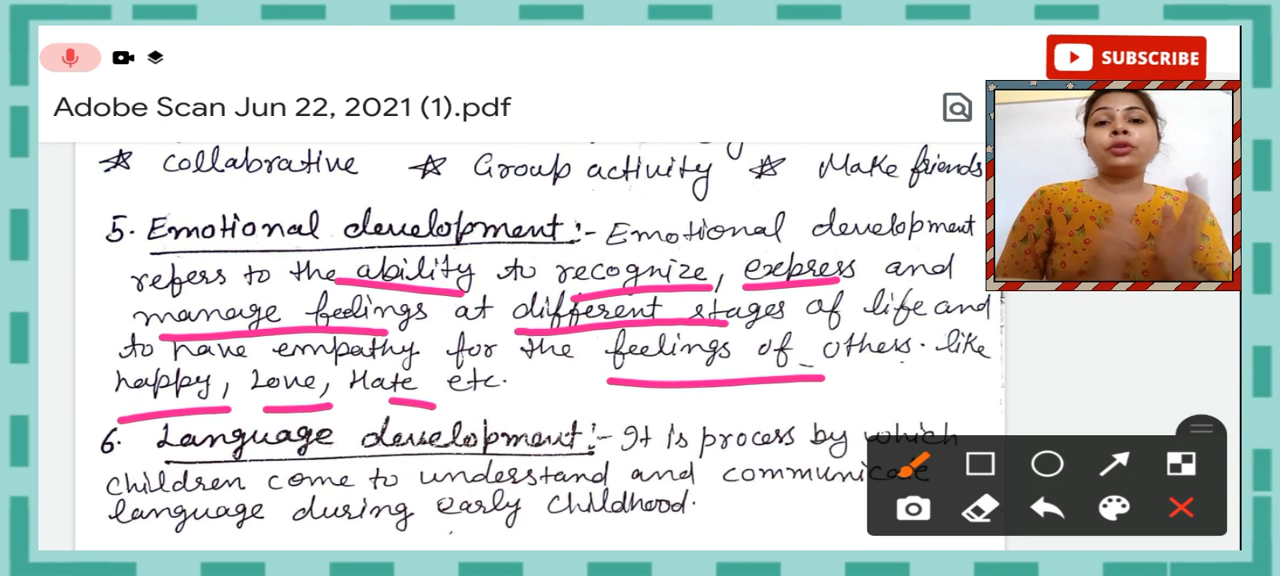 SUBSCRIBE
Adobe Scan Jun 22, 2021 (1).pdf
☆ Collabrative ☆ Group activity ☆ Make friends
5. Emotional development :- Emotional development
refers to the ability to recognize, express and
manage feelings at different stages of life and
to have empathy for the feelings of others. like
happy, Love, Hate etc.
6. Language development :- It is process by which
children come to understand and communicate
language during early childhood.